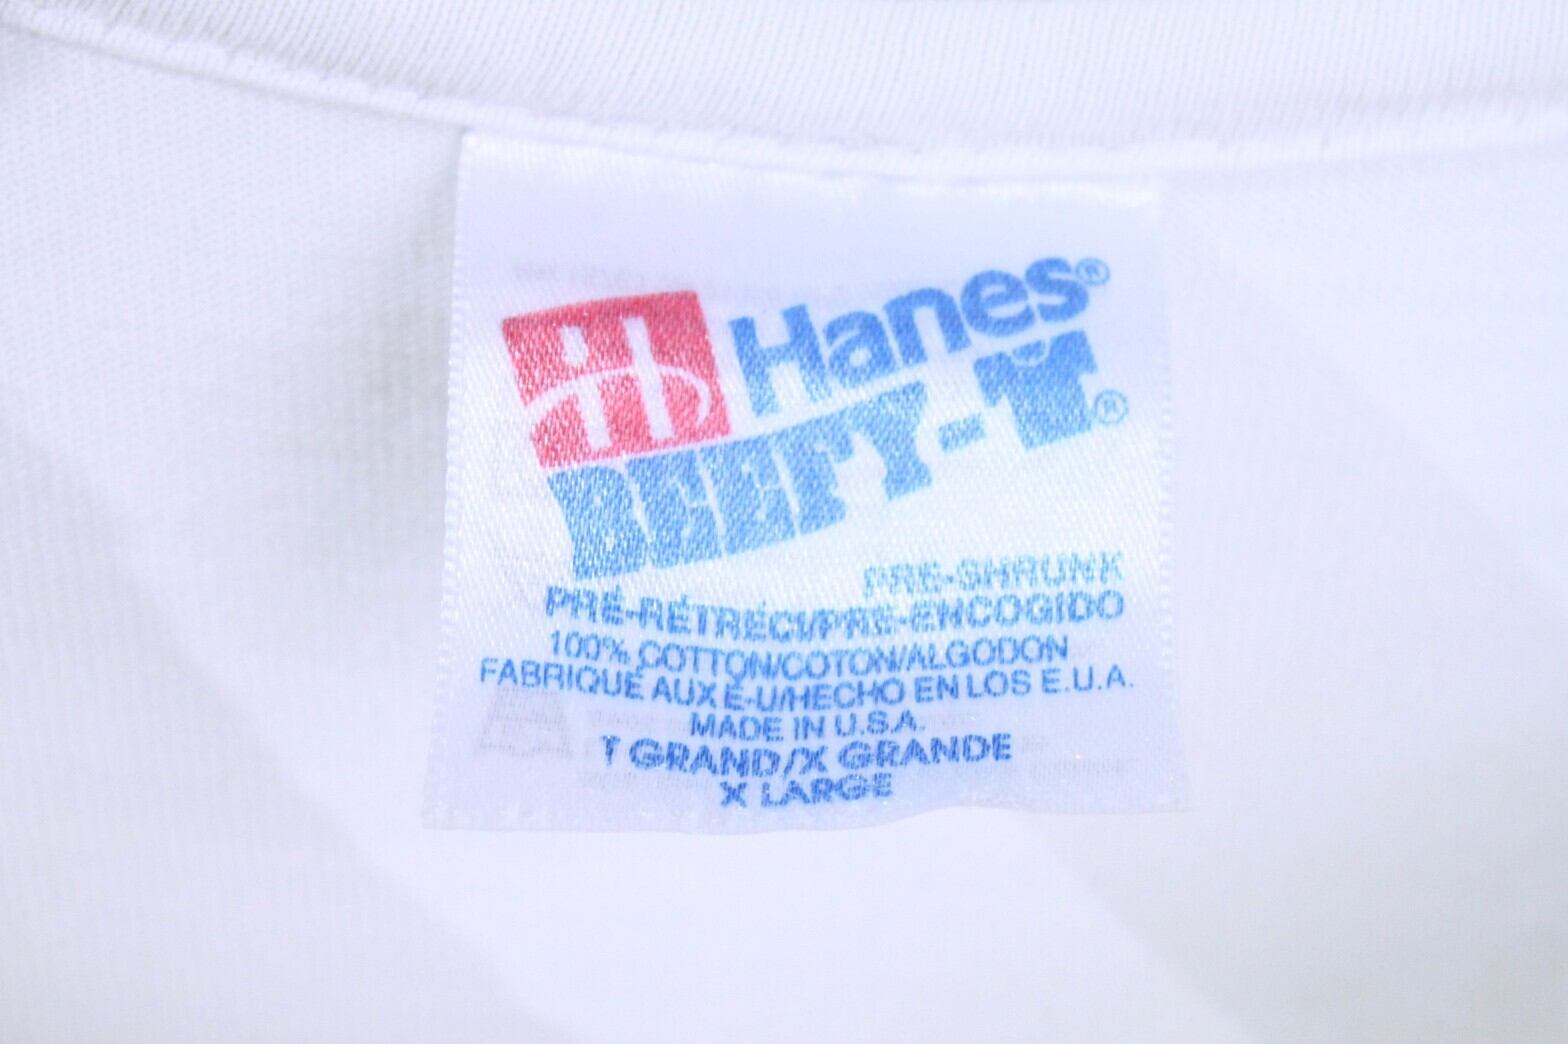 Hanes®
BEEFY-T®
PRE-SHRUNK
PRÉ-RÉTRÉCI/PRE-ENCOGIDO
100% COTTON/COTON/ALGODON
FABRIQUÉ AUX É-U/HECHO EN LOS E.U.A.
MADE IN U.S.A.
T GRAND/X GRANDE
X LARGE